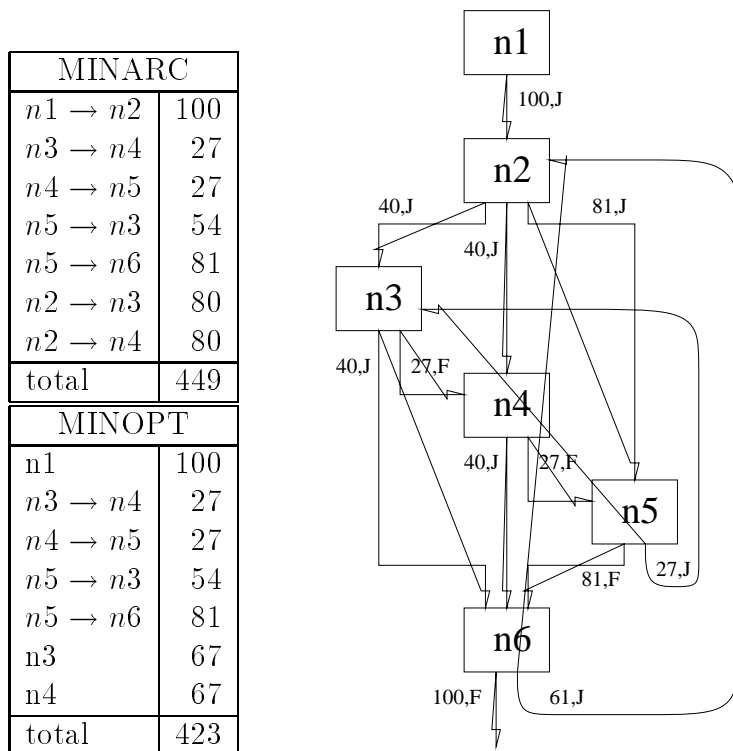 MINARC
n1 → n2 100
n3 → n4 27
n4 → n5 27
n5 → n3 54
n5 → n6 81
n2 → n3 80
n2 → n4 80
total 449
MINOPT
n1 100
n3 → n4 27
n4 → n5 27
n5 → n3 54
n5 → n6 81
n3 67
n4 67
total 423
n1
100,J
n2
40,J
40,J
81,J
n3
40,J
27,F
n4
40,J
27,F
n5
81,F
27,J
n6
100,F
61,J